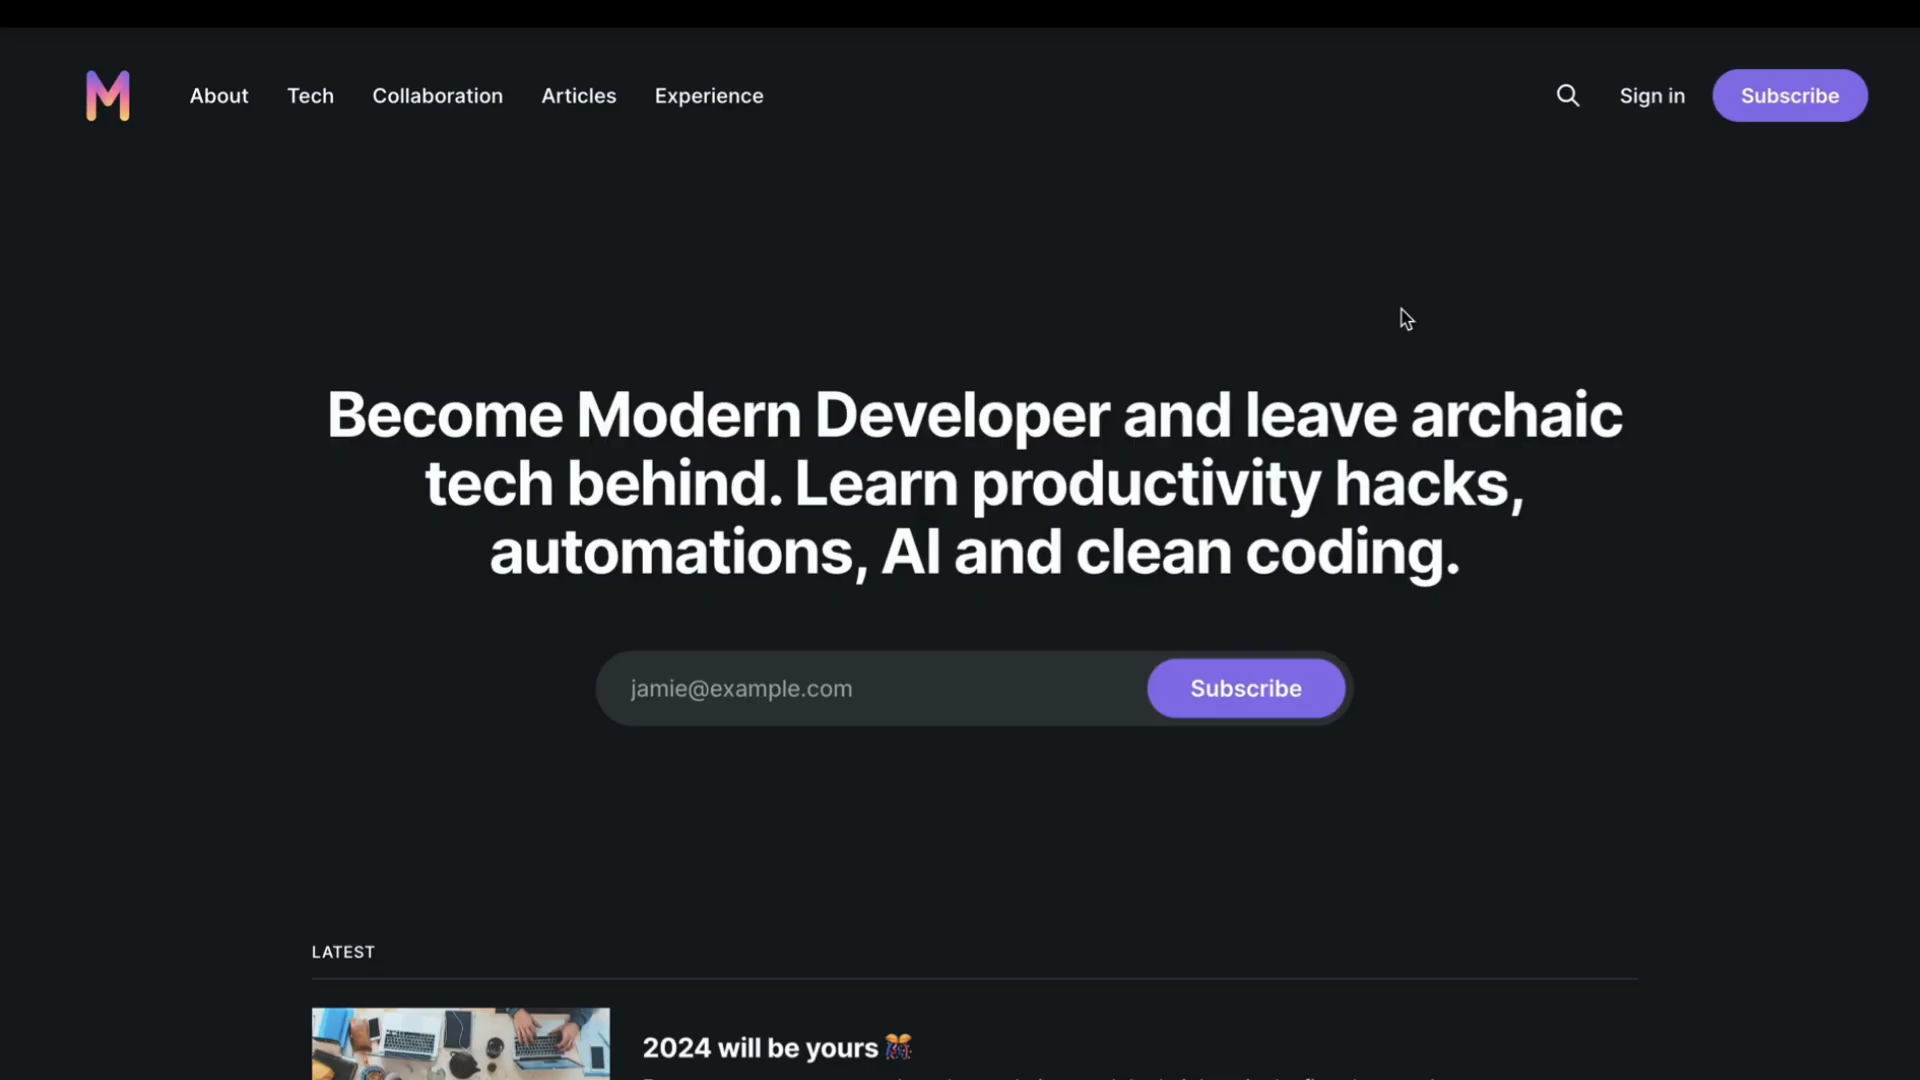 M
About
Tech
Collaboration
Articles
Experience
Sign in
Subscribe
Become Modern Developer and leave archaic
tech behind. Learn productivity hacks,
automations, AI and clean coding.
jamie@example.com
Subscribe
LATEST
2024 will be yours 🎊